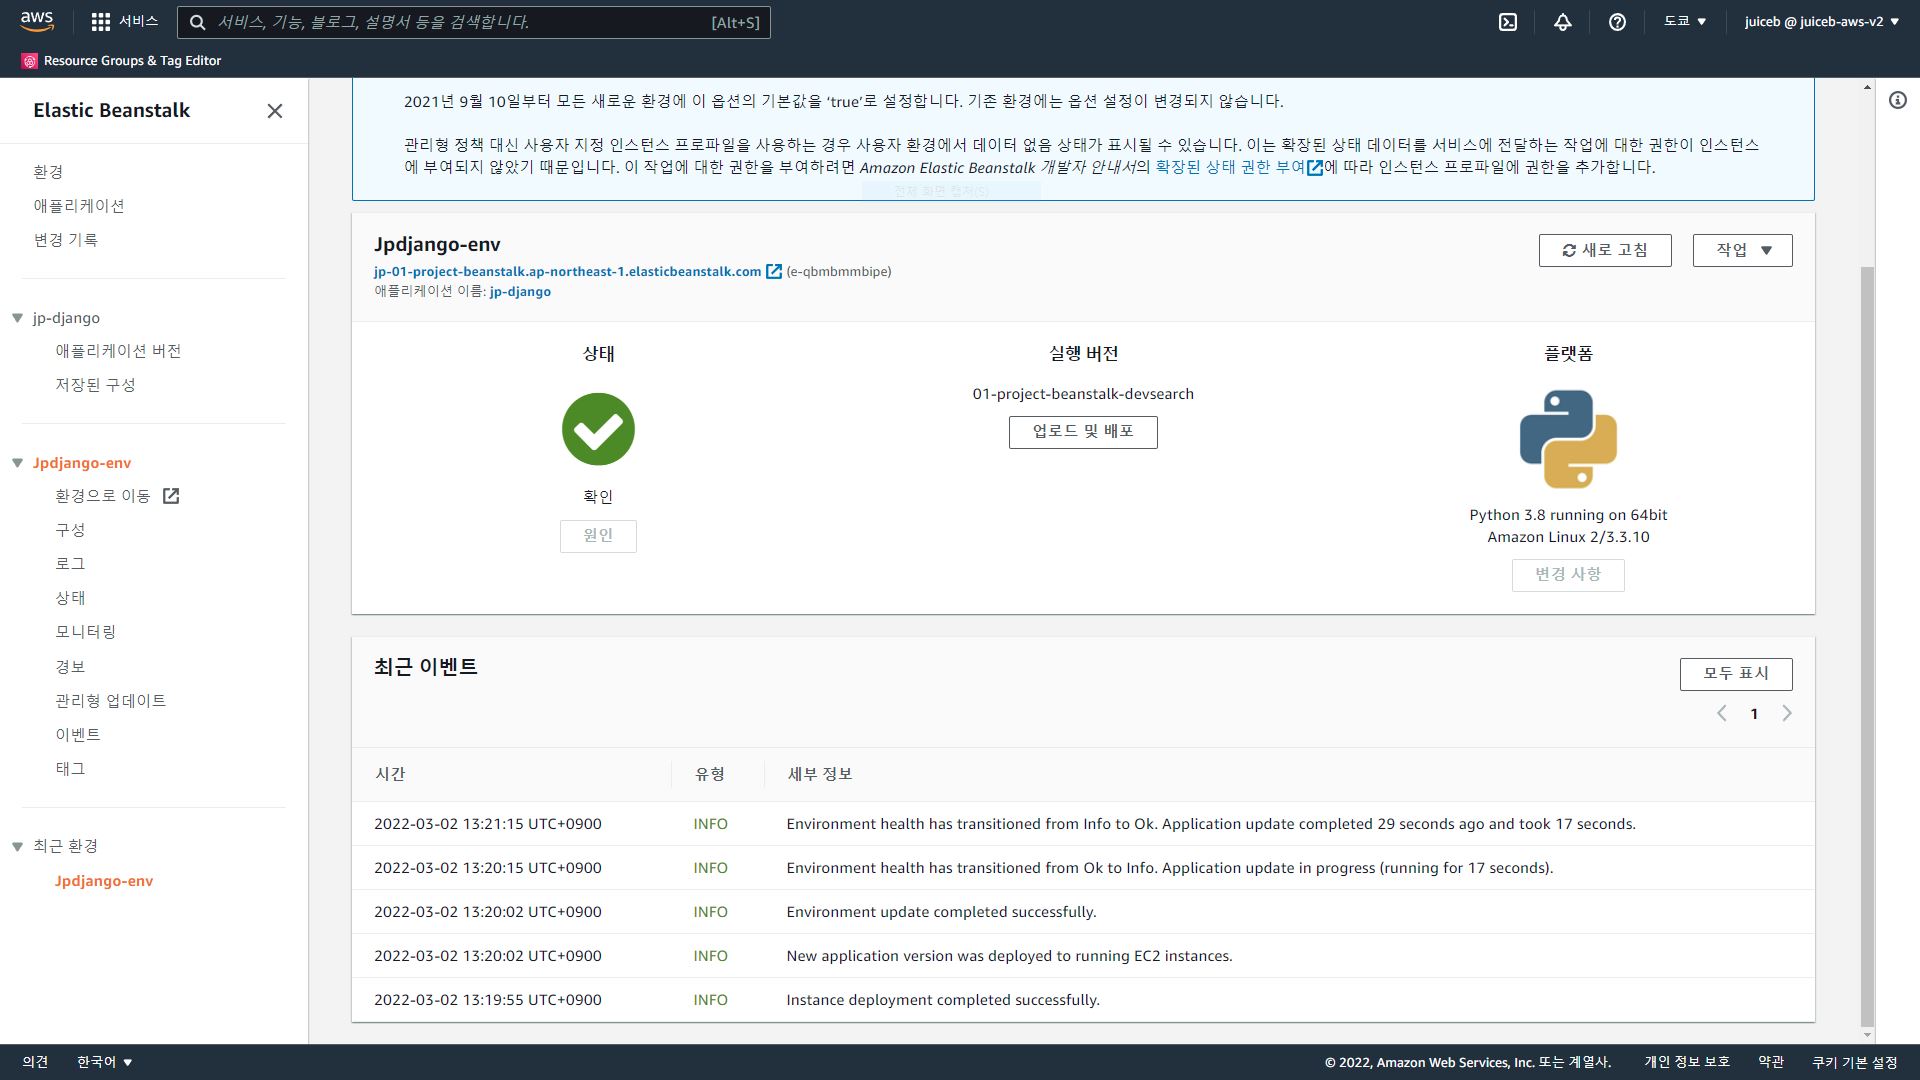 aws
서비스
서비스, 기능, 블로그, 설명서 등을 검색합니다.
[Alt+S]
도쿄 ▼
juiceb @ juiceb-aws-v2 ▼
Resource Groups & Tag Editor
Elastic Beanstalk
환경
애플리케이션
변경 기록
jp-django
애플리케이션 버전
저장된 구성
Jpdjango-env
환경으로 이동
구성
로그
상태
모니터링
경보
관리형 업데이트
이벤트
태그
최근 환경
Jpdjango-env
2021년 9월 10일부터 모든 새로운 환경에 이 옵션의 기본값을 ‘true’로 설정합니다. 기존 환경에는 옵션 설정이 변경되지 않습니다.
관리형 정책 대신 사용자 지정 인스턴스 프로파일을 사용하는 경우 사용자 환경에서 데이터 없음 상태가 표시될 수 있습니다. 이는 확장된 상태 데이터를 서비스에 전달하는 작업에 대한 권한이 인스턴스
에 부여되지 않았기 때문입니다. 이 작업에 대한 권한을 부여하려면 Amazon Elastic Beanstalk 개발자 안내서의 확장된 상태 권한 부여에 따라 인스턴스 프로파일에 권한을 추가합니다.
전체 화면 캡처(S)
Jpdjango-env
jp-01-project-beanstalk.ap-northeast-1.elasticbeanstalk.com (e-qbmbmmbipe)
애플리케이션 이름: jp-django
새로 고침
작업 ▼
상태
확인
원인
실행 버전
01-project-beanstalk-devsearch
업로드 및 배포
플랫폼
Python 3.8 running on 64bit
Amazon Linux 2/3.3.10
변경 사항
최근 이벤트
모두 표시
1
시간 유형 세부 정보
2022-03-02 13:21:15 UTC+0900 INFO Environment health has transitioned from Info to Ok. Application update completed 29 seconds ago and took 17 seconds.
2022-03-02 13:20:15 UTC+0900 INFO Environment health has transitioned from Ok to Info. Application update in progress (running for 17 seconds).
2022-03-02 13:20:02 UTC+0900 INFO Environment update completed successfully.
2022-03-02 13:20:02 UTC+0900 INFO New application version was deployed to running EC2 instances.
2022-03-02 13:19:55 UTC+0900 INFO Instance deployment completed successfully.
의견
한국어 ▼
© 2022, Amazon Web Services, Inc. 또는 계열사.
개인 정보 보호
약관
쿠키 기본 설정